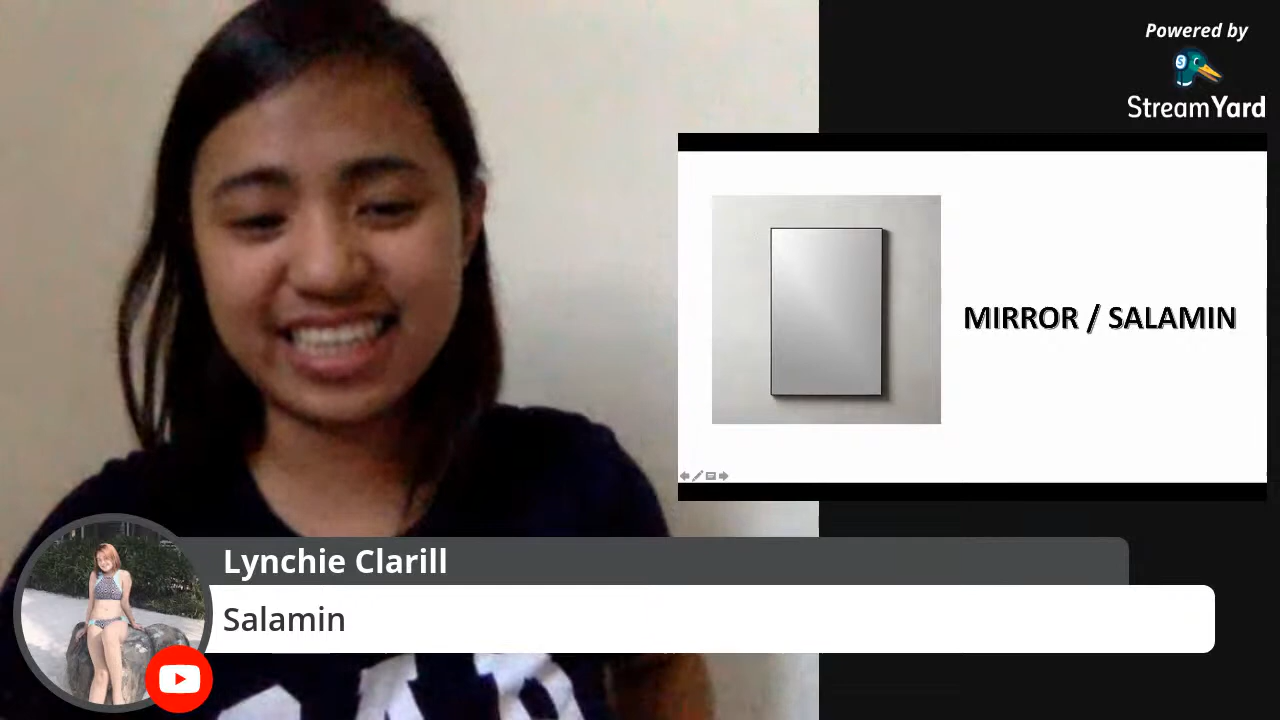 Powered by
StreamYard
MIRROR / SALAMIN
Lynchie Clarill
Salamin